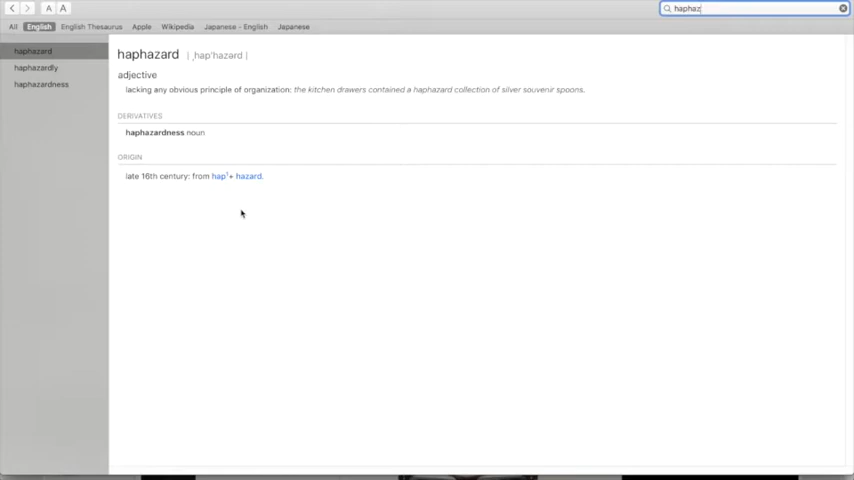 A A haphaz
All English English Thesaurus Apple Wikipedia Japanese - English Japanese
haphazard
haphazardly
haphazardness
haphazard | ˌhapˈhazərd |
adjective
lacking any obvious principle of organization: the kitchen drawers contained a haphazard collection of silver souvenir spoons.
DERIVATIVES
haphazardness noun
ORIGIN
late 16th century: from hap¹+ hazard.